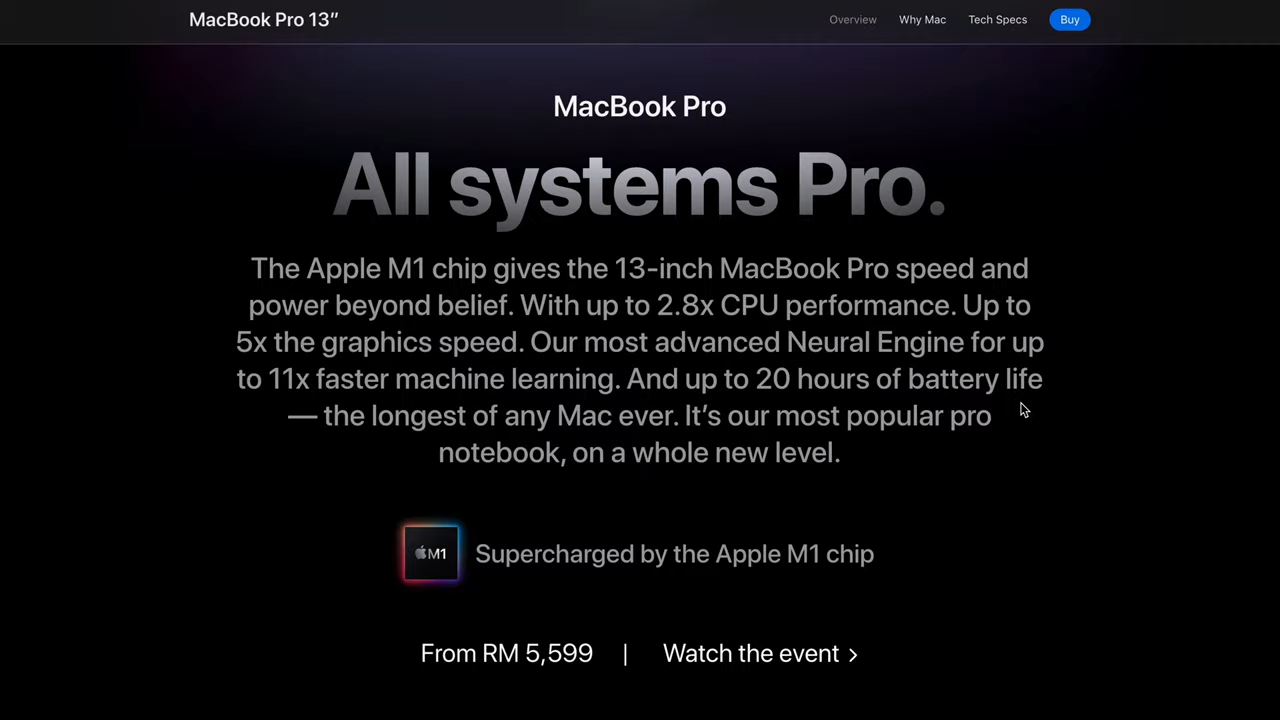 MacBook Pro 13″
Overview
Why Mac
Tech Specs
Buy
MacBook Pro
All systems Pro.
The Apple M1 chip gives the 13-inch MacBook Pro speed and
power beyond belief. With up to 2.8x CPU performance. Up to
5x the graphics speed. Our most advanced Neural Engine for up
to 11x faster machine learning. And up to 20 hours of battery life
— the longest of any Mac ever. It’s our most popular pro
notebook, on a whole new level.
M1
Supercharged by the Apple M1 chip
From RM 5,599 | Watch the event >